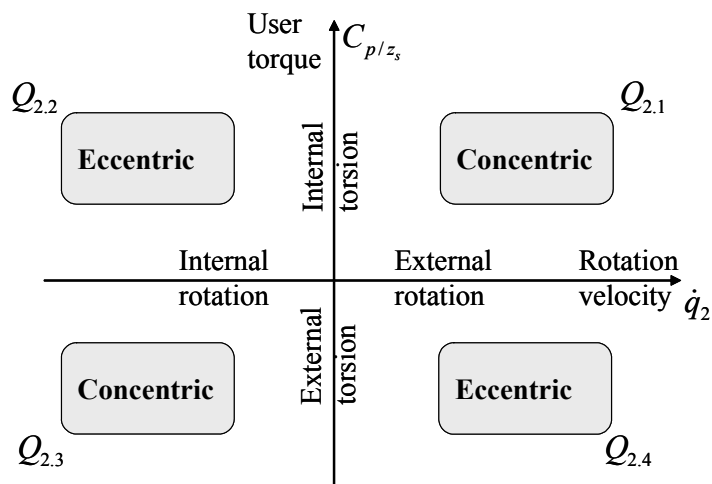 User
torque
C_{p/z_s}
Q_{2.2}
Q_{2.1}
Eccentric
Internal
torsion
Concentric
Internal
rotation
External
rotation
Rotation
velocity
\dot{q}_2
Concentric
External
torsion
Eccentric
Q_{2.3}
Q_{2.4}